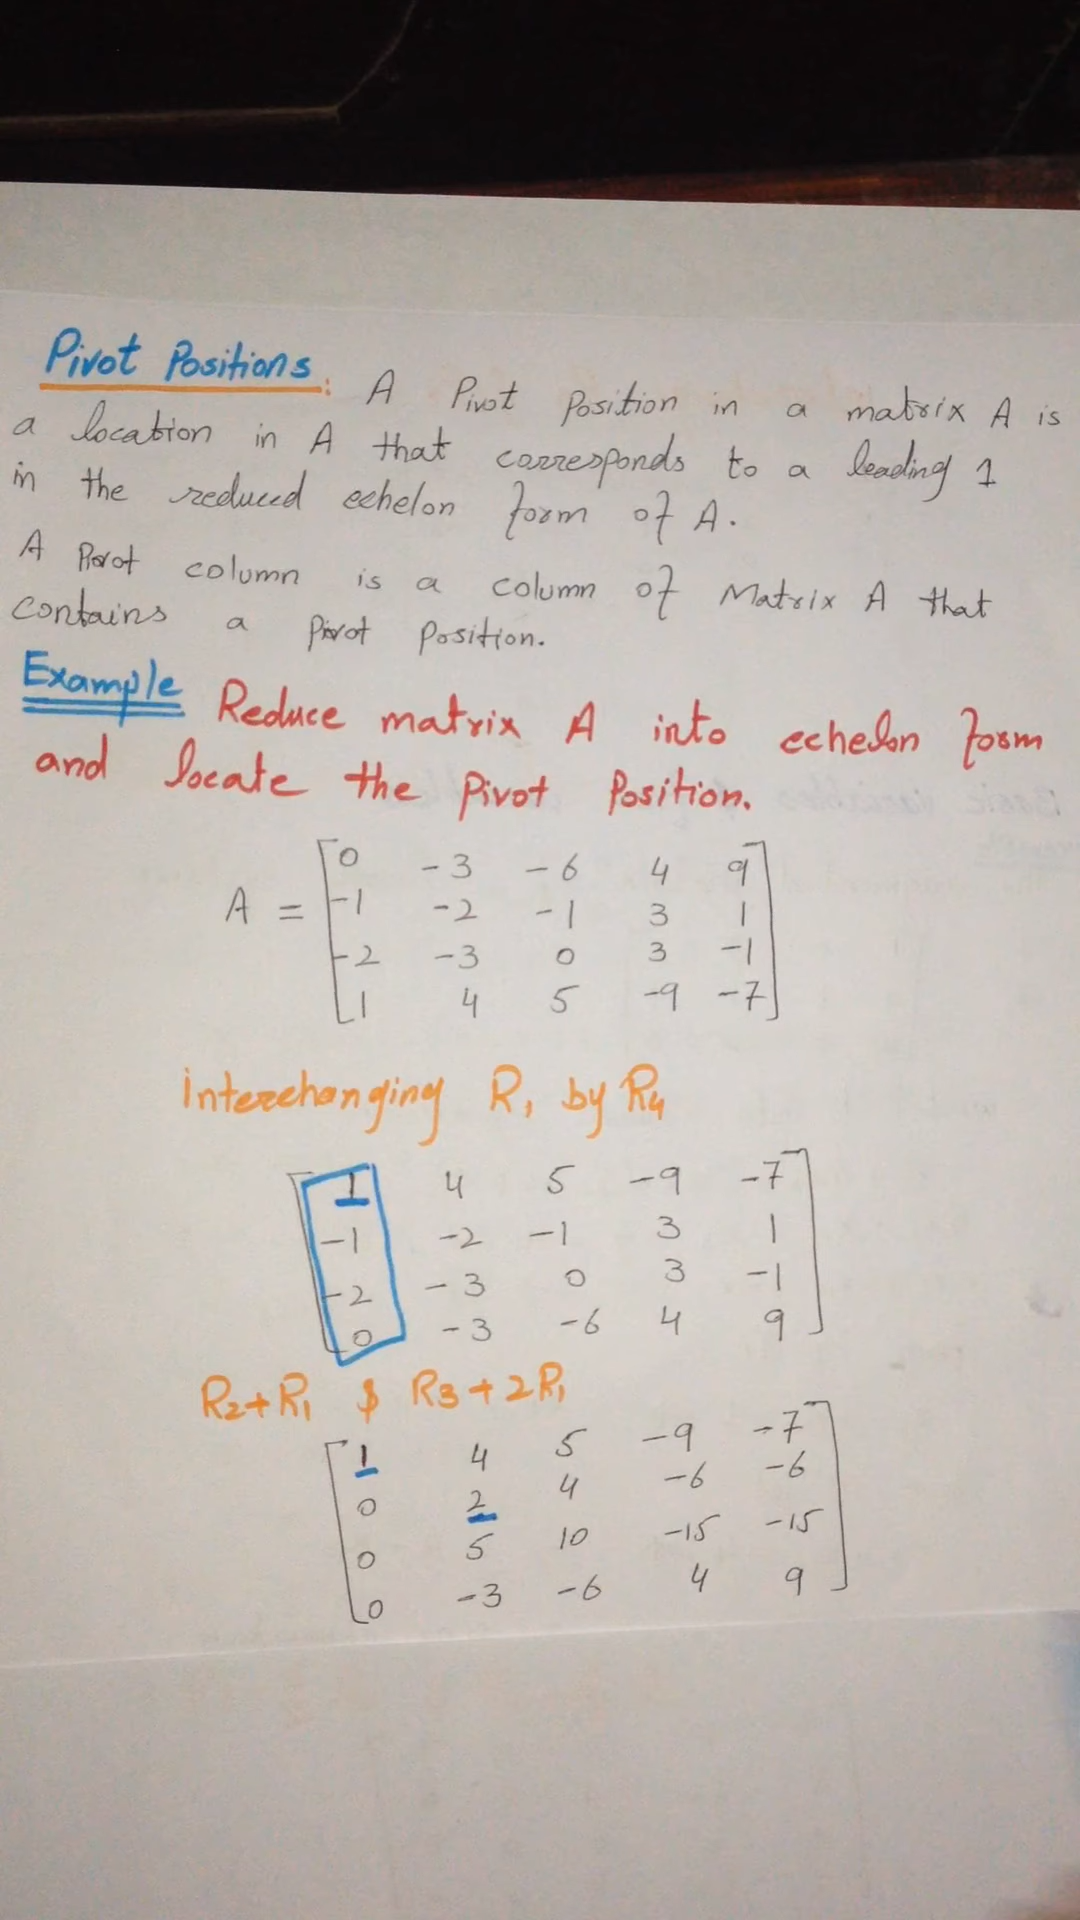 Pivot Positions: A Pivot Position in a matrix A is
a location in A that corresponds to a leading 1
in the reduced echelon form of A.
A Pivot column is a column of Matrix A that
contains a Pivot Position.
Example Reduce matrix A into echelon form
and locate the Pivot Position.
A = [0 -3 -6 4 9
-1 -2 -1 3 1
-2 -3 0 3 -1
1 4 5 -9 -7]
interchanging R1 by R4
[1 4 5 -9 -7
-1 -2 -1 3 1
-2 -3 0 3 -1
0 -3 -6 4 9]
R2+R1 $ R3+2R1
[1 4 5 -9 -7
0 2 4 -6 -6
0 5 10 -15 -15
0 -3 -6 4 9]